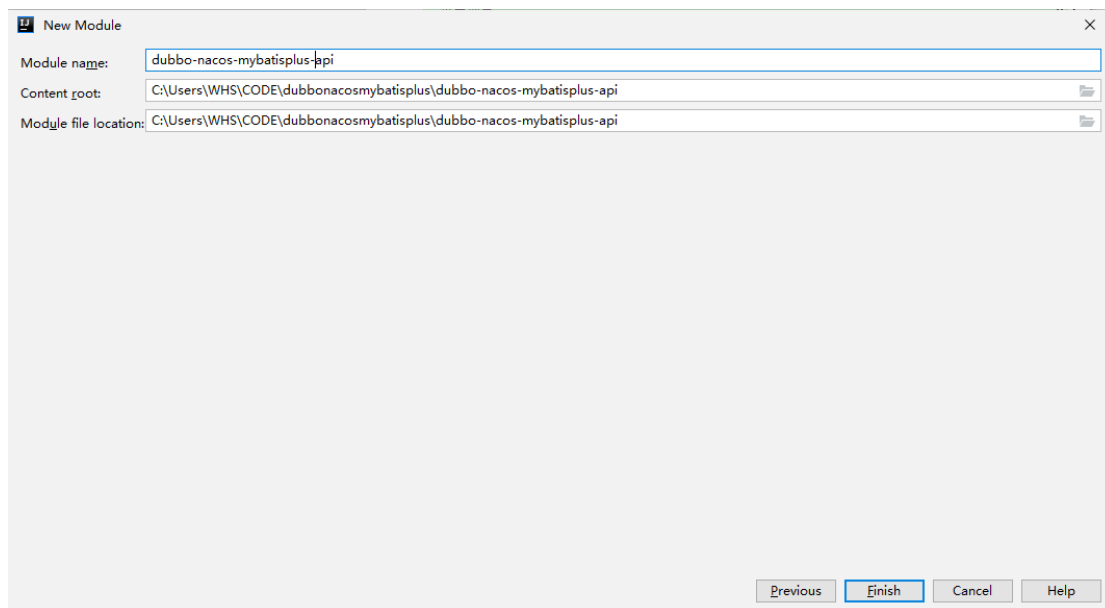 New Module
Module name: dubbo-nacos-mybatisplus-api
Content root: C:\Users\WHS\CODE\dubbonacosmybatisplus\dubbo-nacos-mybatisplus-api
Module file location: C:\Users\WHS\CODE\dubbonacosmybatisplus\dubbo-nacos-mybatisplus-api
Previous Finish Cancel Help